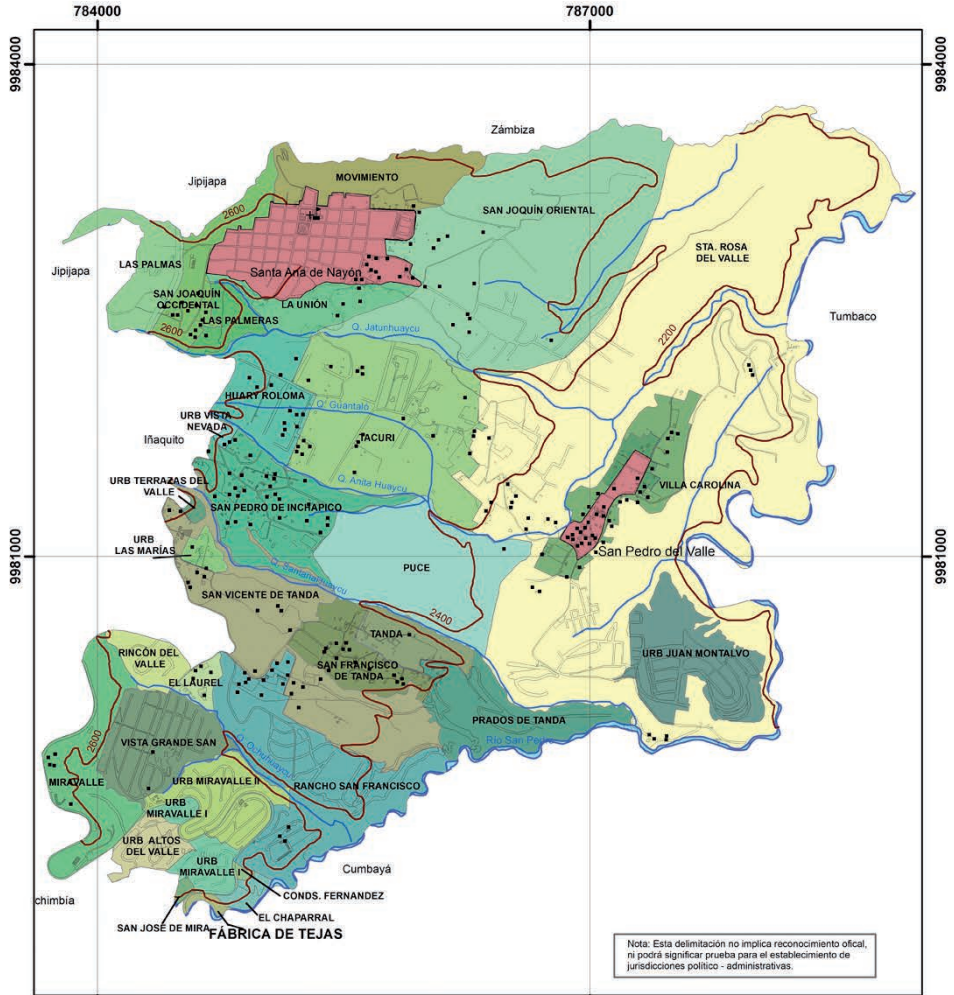 784000
787000
9984000
9984000
Zámbiza
Jipijapa
MOVIMIENTO
2600
SAN JOQUÍN ORIENTAL
STA. ROSA
DEL VALLE
LAS PALMAS
Jipijapa
Santa Ana de Nayón
SAN JOAQUÍN
OCCIDENTAL
LA UNIÓN
LAS PALMERAS
2600
Q. Jatunhuaycu
2200
Tumbaco
HUARY ROLOMA
Q. Guantalo
URB VISTA
NEVADA
Iñaquito
TACURI
URB TERRAZAS DEL
VALLE
Q. Anita Huaycu
VILLA CAROLINA
SAN PEDRO DE INCHAPICO
URB
LAS MARÍAS
9981000
9981000
San Pedro del Valle
PUCE
SAN VICENTE DE TANDA
2400
TANDA
RINCÓN DEL
VALLE
SAN FRANCISCO
DE TANDA
URB JUAN MONTALVO
EL LAUREL
PRADOS DE TANDA
Río San Pedro
VISTA GRANDE SAN
2600
MIRAVALLE
URB MIRAVALLE II
RANCHO SAN FRANCISCO
URB
MIRAVALLE I
URB ALTOS
DEL VALLE
URB
MIRAVALLE I
Cumbayá
chimbía
CONDS. FERNANDEZ
EL CHAPARRAL
SAN JOSÉ DE MIRA
FÁBRICA DE TEJAS
Nota: Esta delimitación no implica reconocimiento ofical,
ni podrá significar prueba para el establecimiento de
jurisdicciones político - administrativas.